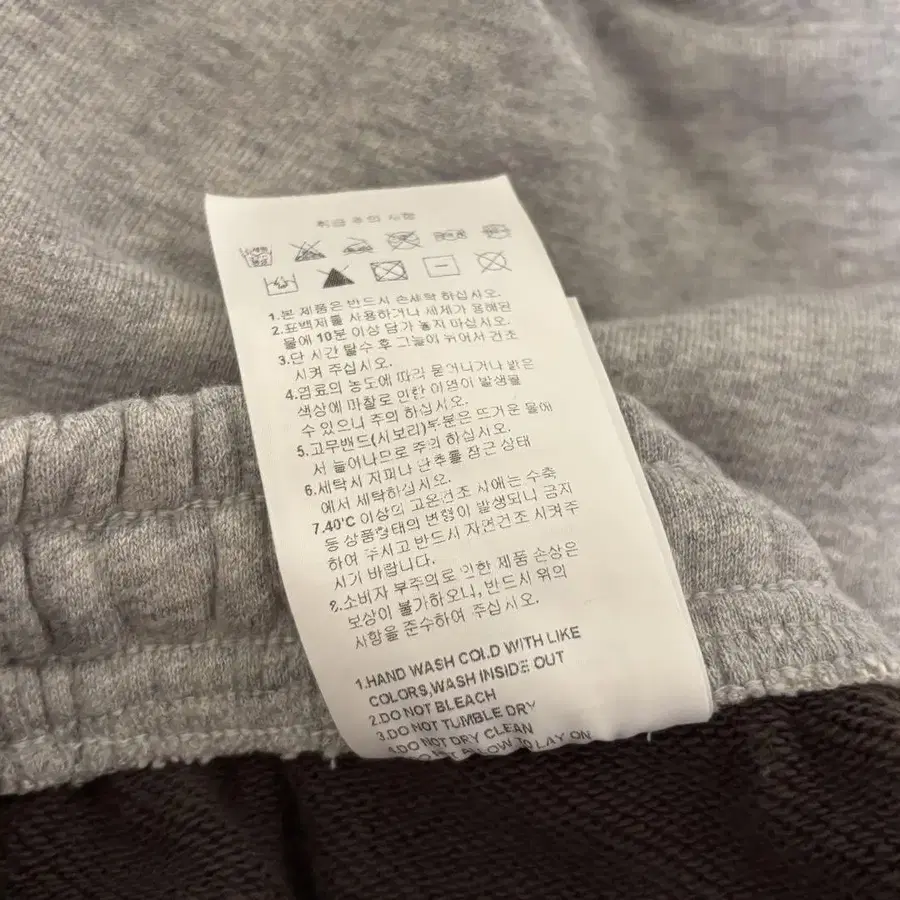 취급 주의 사항
1.본 제품은 반드시 손세탁 하십시오.
2.표백제를 사용하거나 세제가 용해된
물에 10분 이상 담가 놓지 마십시오.
3.단 시간 탈수 후 그늘에 뉘어서 건조
시켜 주십시오.
4.염료의 농도에 따라 묻어나거나 밝은
색상에 마찰로 인한 이염이 발생될
수 있으니 주의 하십시오.
5.고무밴드(시보리)부분은 뜨거운 물에
서 늘어나므로 주의 하십시오.
6.세탁시 지퍼나 단추를 잠근 상태
에서 세탁하십시오.
7.40'C 이상의 고온건조 시에는 수축
등 상품형태의 변형이 발생되니 금지
하여 주시고 반드시 자연건조 시켜주
시기 바랍니다.
8.소비자 부주의로 인한 제품 손상은
보상이 불가하오니, 반드시 위의
사항을 준수하여 주십시오.
1.HAND WASH COLD WITH LIKE
COLORS,WASH INSIDE OUT
2.DO NOT BLEACH
3.DO NOT TUMBLE DRY
4.DO NOT DRY CLEAN
TO LAY ON